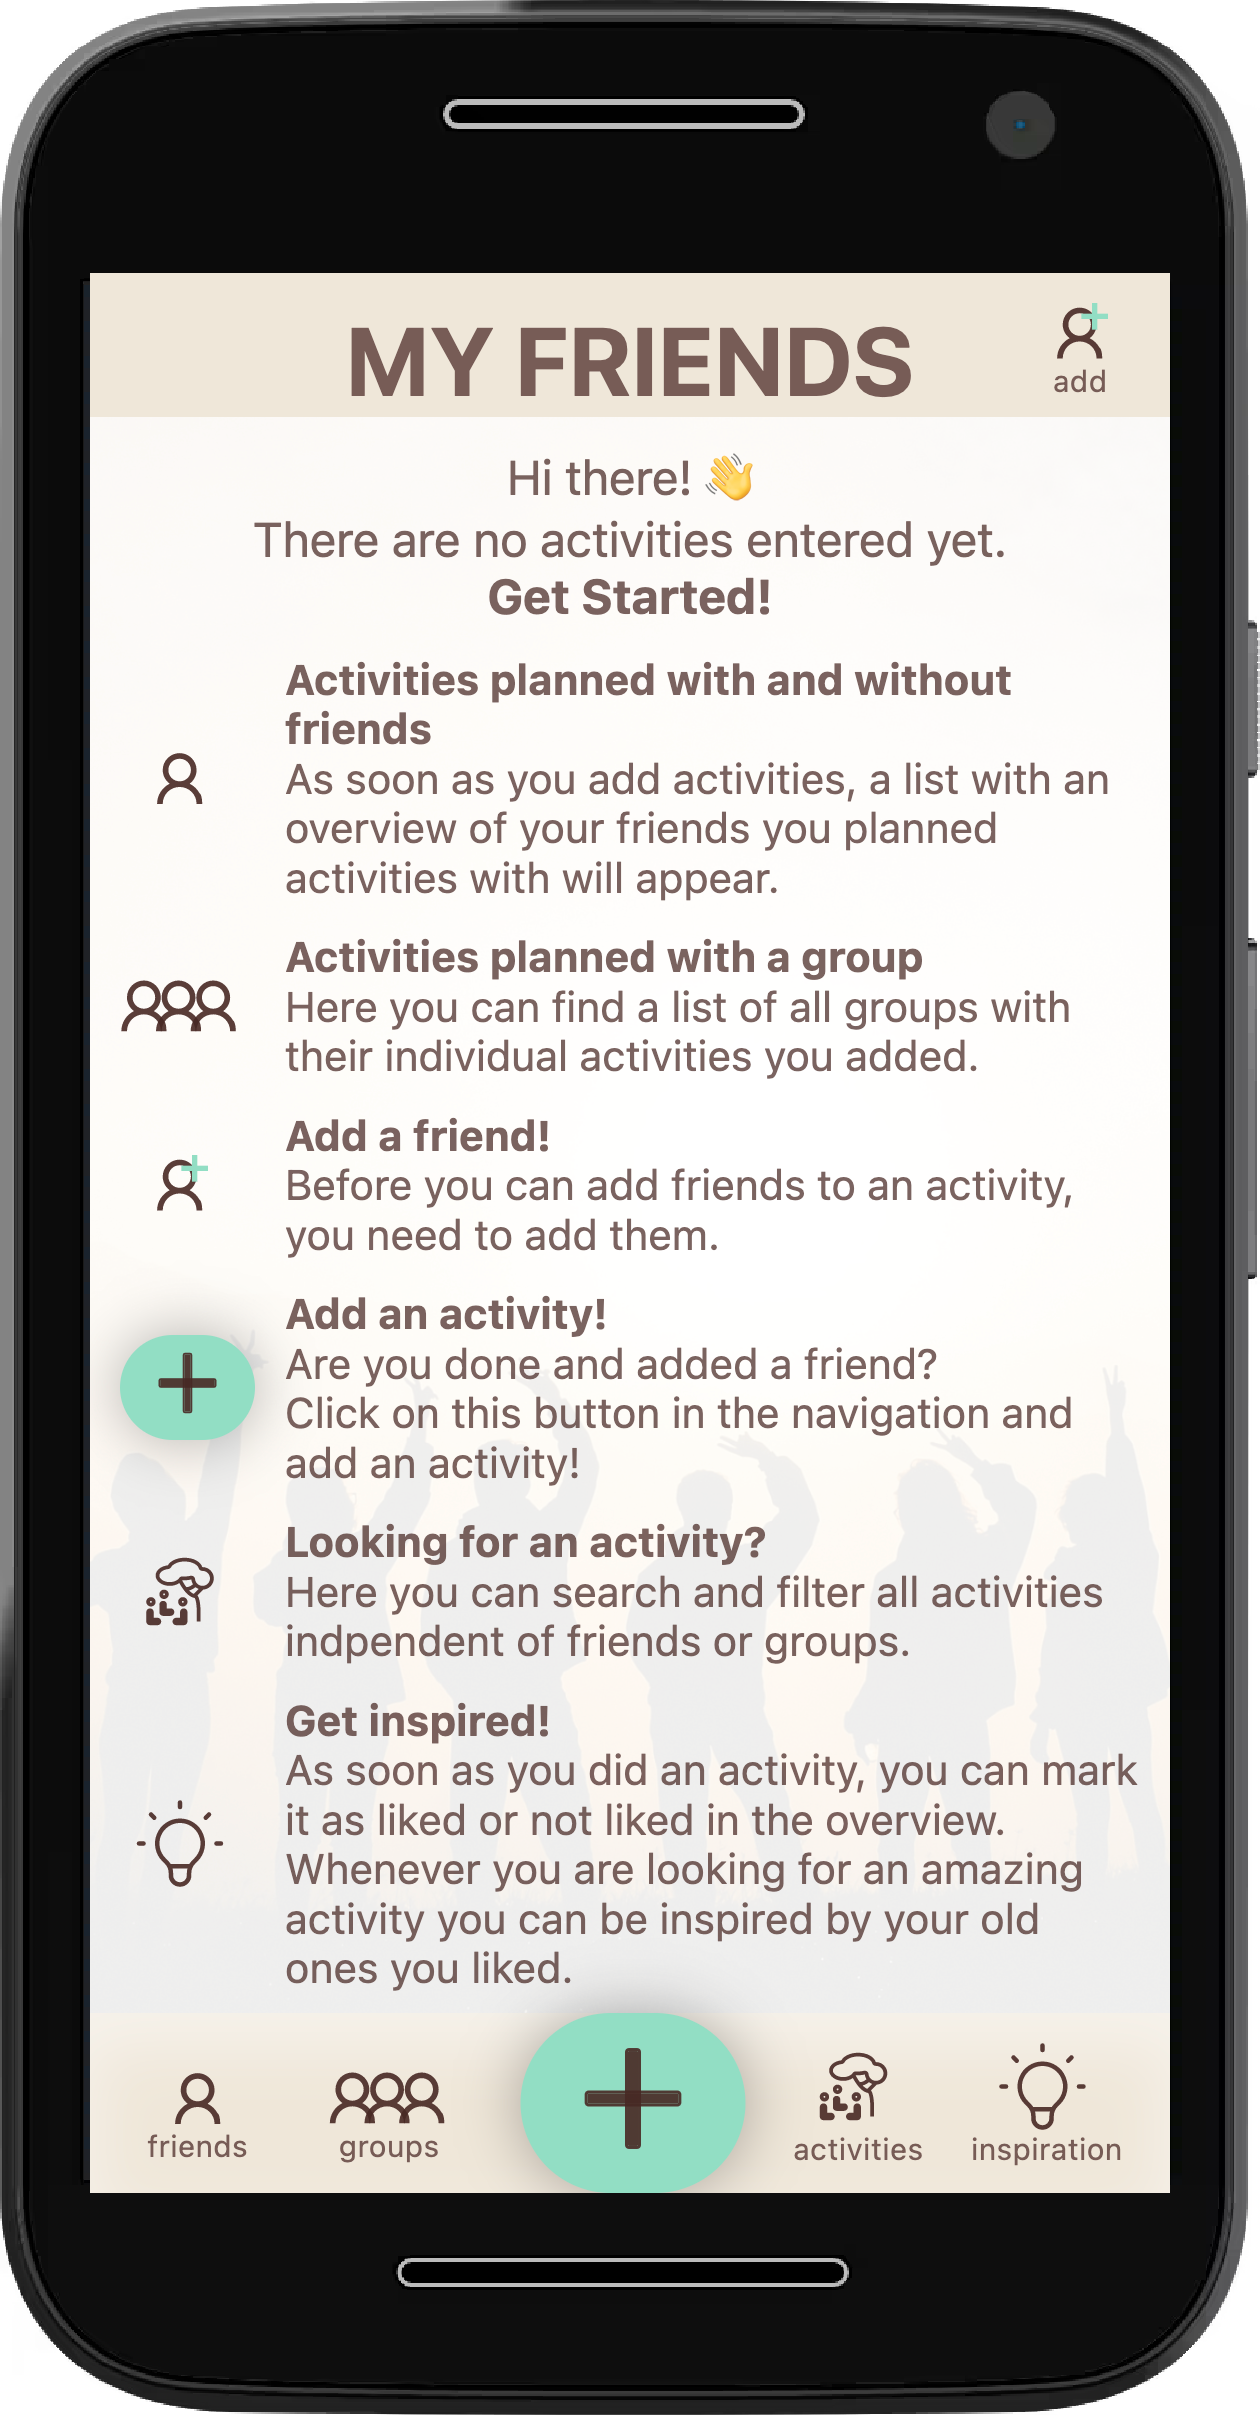 MY FRIENDS
add
Hi there! 👋
There are no activities entered yet.
Get Started!
Activities planned with and without
friends
As soon as you add activities, a list with an
overview of your friends you planned
activities with will appear.
Activities planned with a group
Here you can find a list of all groups with
their individual activities you added.
Add a friend!
Before you can add friends to an activity,
you need to add them.
Add an activity!
Are you done and added a friend?
Click on this button in the navigation and
add an activity!
Looking for an activity?
Here you can search and filter all activities
indpendent of friends or groups.
Get inspired!
As soon as you did an activity, you can mark
it as liked or not liked in the overview.
Whenever you are looking for an amazing
activity you can be inspired by your old
ones you liked.
friends
groups
activities
inspiration